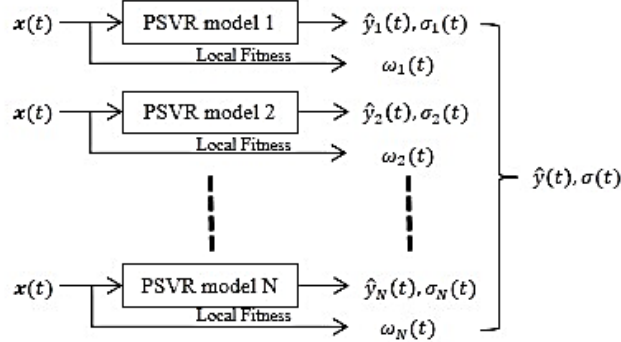 x(t) PSVR model 1 ŷ₁(t), σ₁(t)
Local Fitness ω₁(t)
x(t) PSVR model 2 ŷ₂(t), σ₂(t)
Local Fitness ω₂(t)
ŷ(t), σ(t)
x(t) PSVR model N ŷ_N(t), σ_N(t)
Local Fitness ω_N(t)